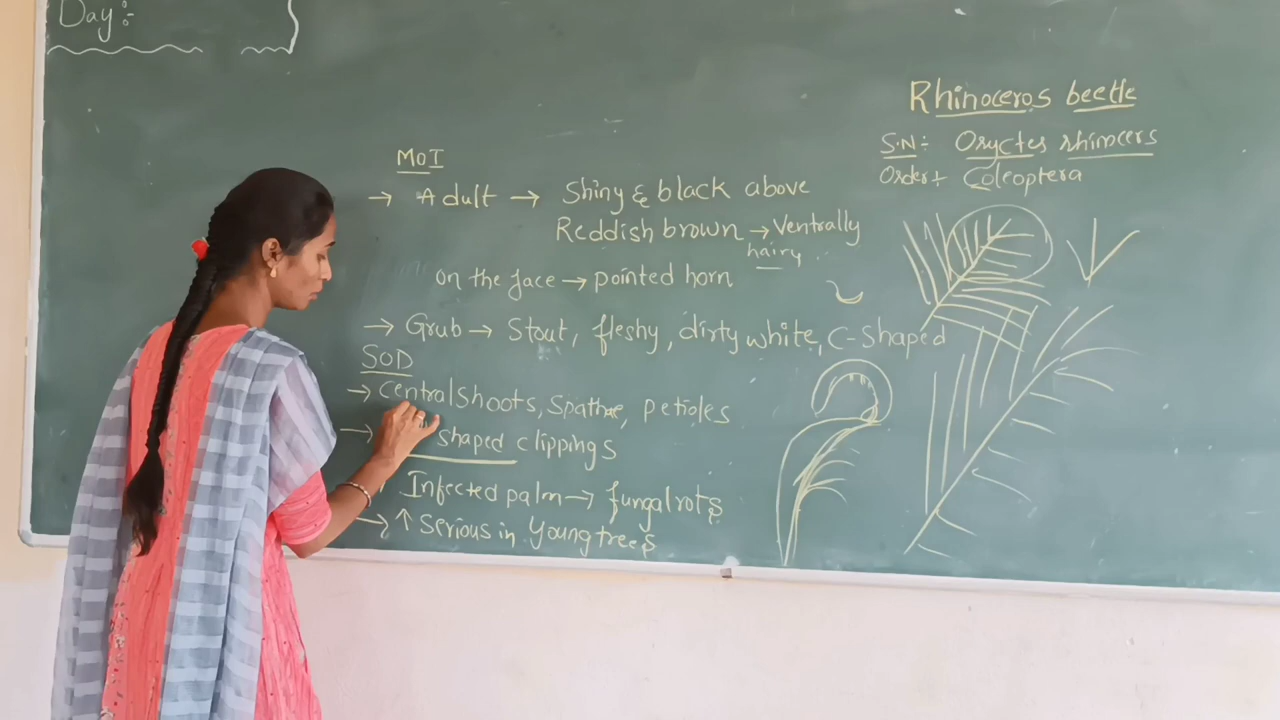 Day:-
Rhinoceros beetle
S.N:- Oryctes rhinocers
Order:- Coleoptera
MOI
→ Adult → Shiny & black above
Reddish brown → Ventrally
hairy
on the face → pointed horn
→ Grub → Stout, fleshy, dirty white, C-Shaped
SOD
→ Central Shoots, Spathe, petioles
→ shaped clippings
Infected palm → fungal rots
→ ↑ Serious in Young trees